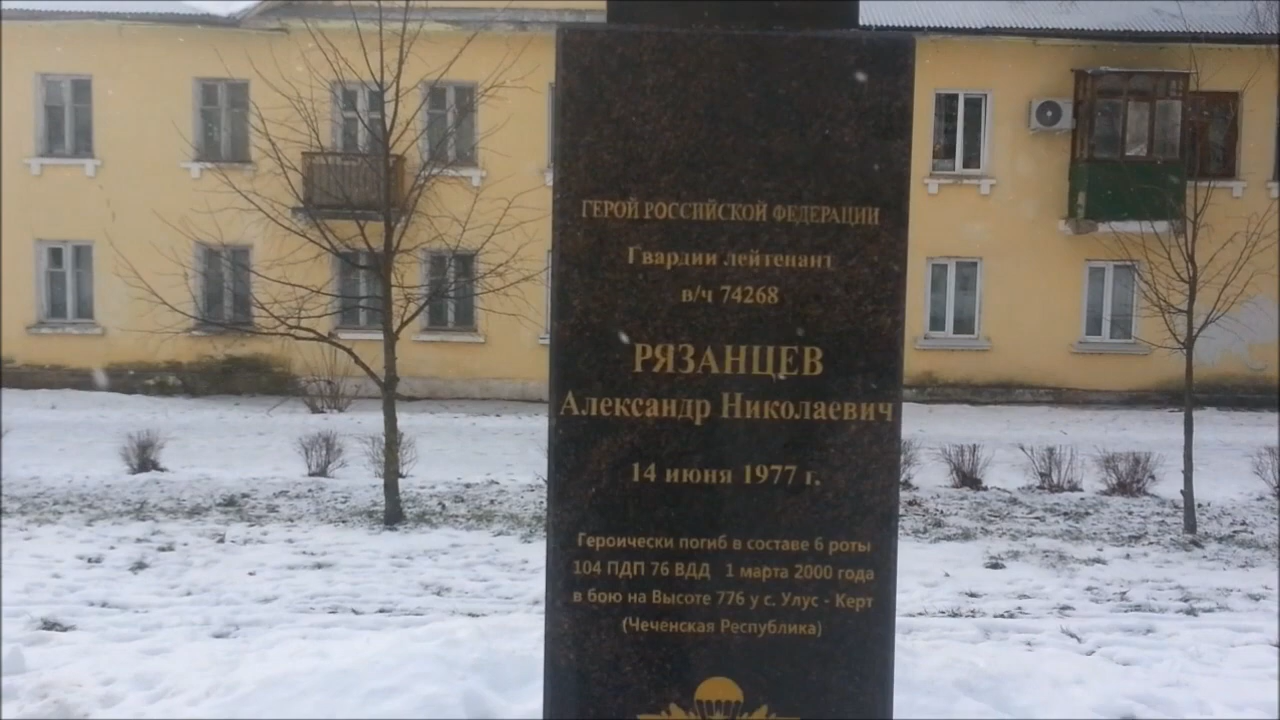 ГЕРОЙ РОССИЙСКОЙ ФЕДЕРАЦИИ
Гвардии лейтенант
в/ч 74268
РЯЗАНЦЕВ
Александр Николаевич
14 июня 1977 г.
Героически погиб в составе 6 роты
104 ПДП 76 ВДД 1 марта 2000 года
в бою на Высоте 776 у с. Улус - Керт
(Чеченская Республика)